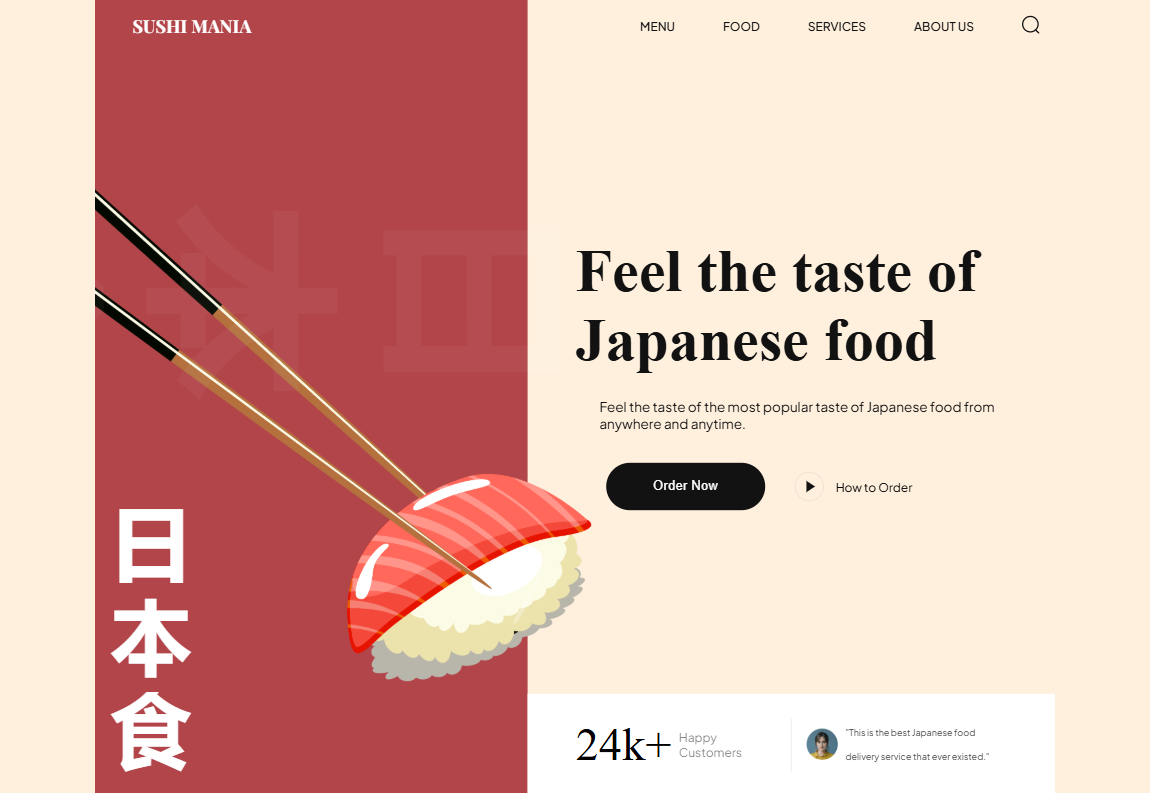 SUSHI MANIA
MENU FOOD SERVICES ABOUT US
Feel the taste of
Japanese food
Feel the taste of the most popular taste of Japanese food from
anywhere and anytime.
Order Now
How to Order
日
本
食
24k+
Happy
Customers
"This is the best Japanese food
delivery service that ever existed."